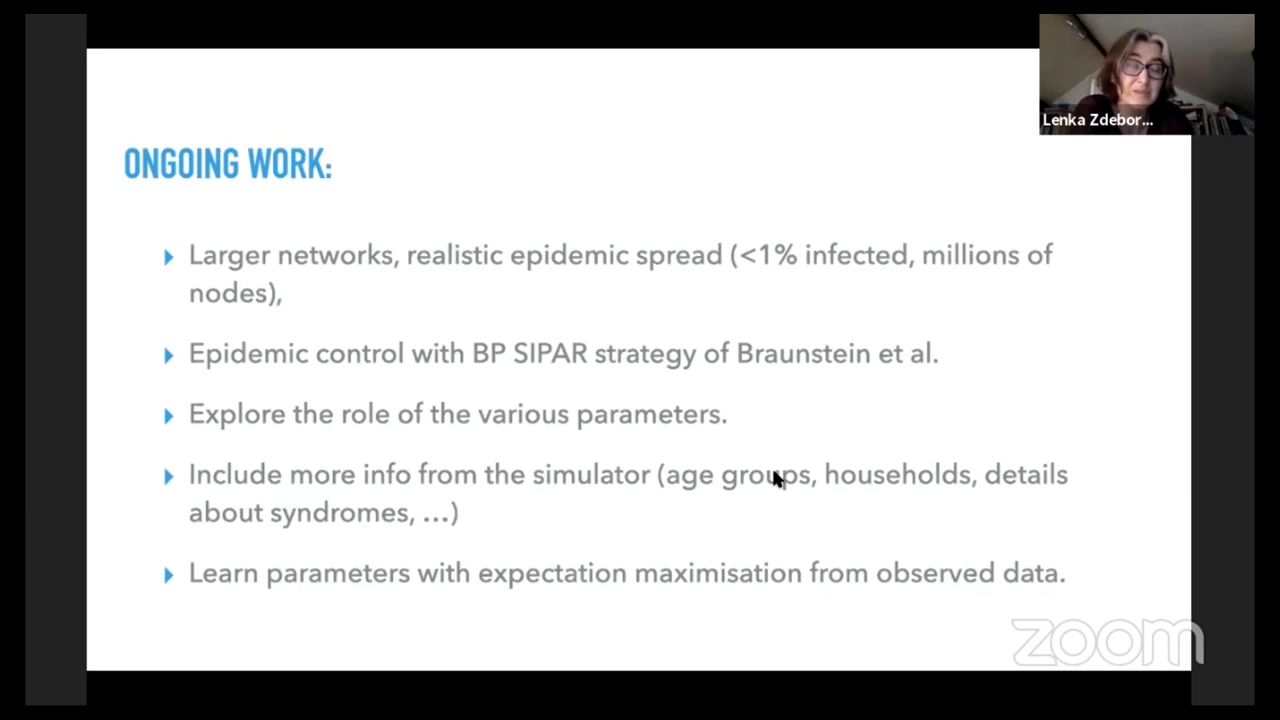 Lenka Zdebor...
ONGOING WORK:
Larger networks, realistic epidemic spread (<1% infected, millions of
nodes),
Epidemic control with BP SIPAR strategy of Braunstein et al.
Explore the role of the various parameters.
Include more info from the simulator (age groups, households, details
about syndromes, ...)
Learn parameters with expectation maximisation from observed data.
zoom